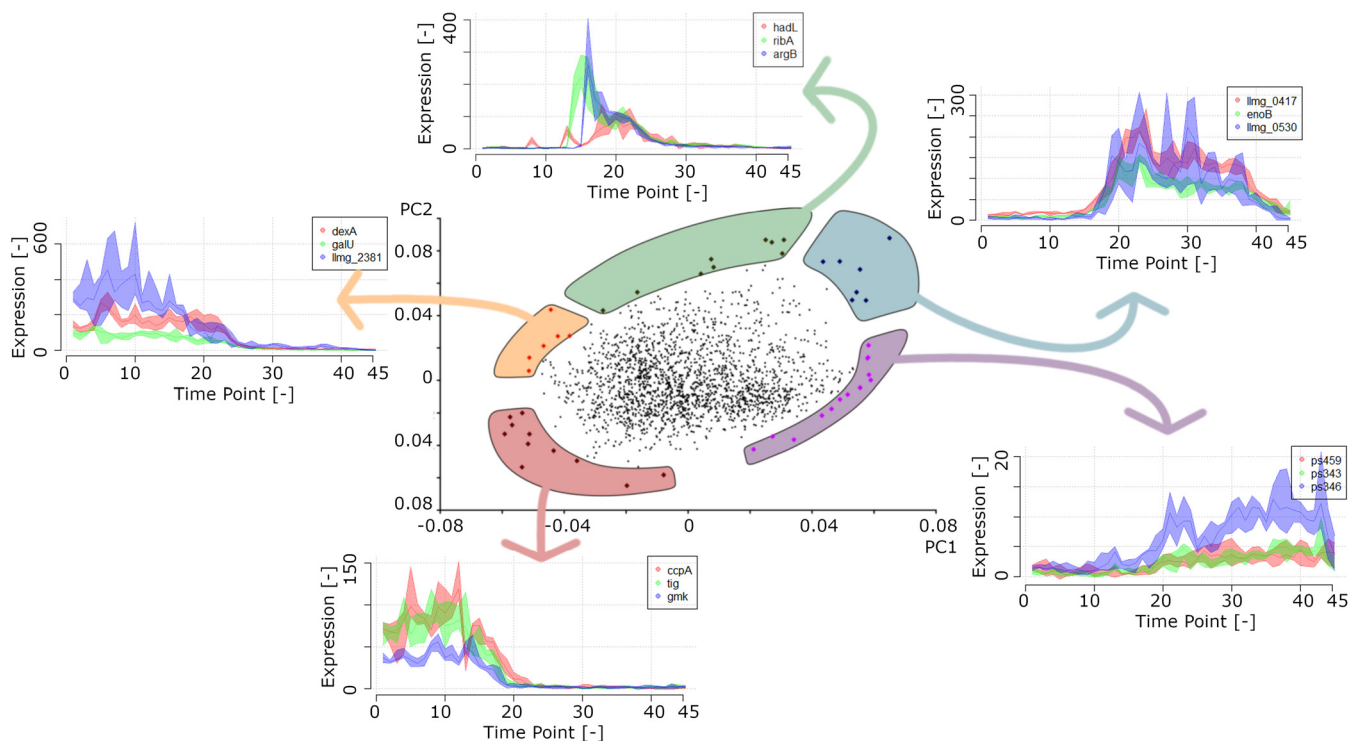 400
0
Expression [-]
hadL
ribA
argB
0 10 20 30 40 45
Time Point [-]
300
0
Expression [-]
llmg_0417
enoB
llmg_0530
0 10 20 30 40 45
Time Point [-]
600
0
Expression [-]
dexA
galU
llmg_2381
0 10 20 30 45
Time Point [-]
PC2
0.08
0.04
0
0.04
0.08
-0.08 -0.04 0 0.04 0.08
PC1
20
0
Expression [-]
ps459
ps343
ps346
0 10 20 30 40 45
Time Point [-]
150
0
Expression [-]
ccpA
tig
gmk
0 10 20 30 45
Time Point [-]